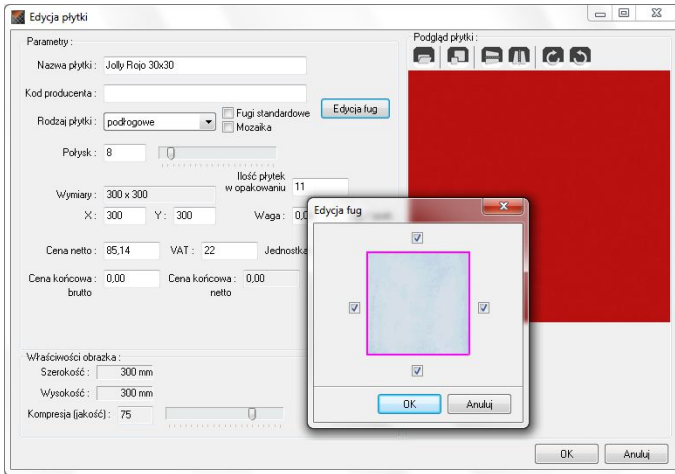 Edycja płytki
Parametry :
Nazwa płytki : Jolly Rojo 30x30
Kod producenta :
Rodzaj płytki : podłogowe
Fugi standardowe
Mozaika
Edycja fug
Połysk : 8
Ilość płytek
w opakowaniu 11
Wymiary : 300 x 300
X : 300 Y : 300 Waga : 0,0
Cena netto : 85,14 VAT : 22 Jednostka
Cena końcowa : 0,00 Cena końcowa : 0,00
brutto netto
Właściwości obrazka :
Szerokość : 300 mm
Wysokość : 300 mm
Kompresja (jakość) : 75
Podgląd płytki :
Edycja fug
OK Anuluj
OK Anuluj